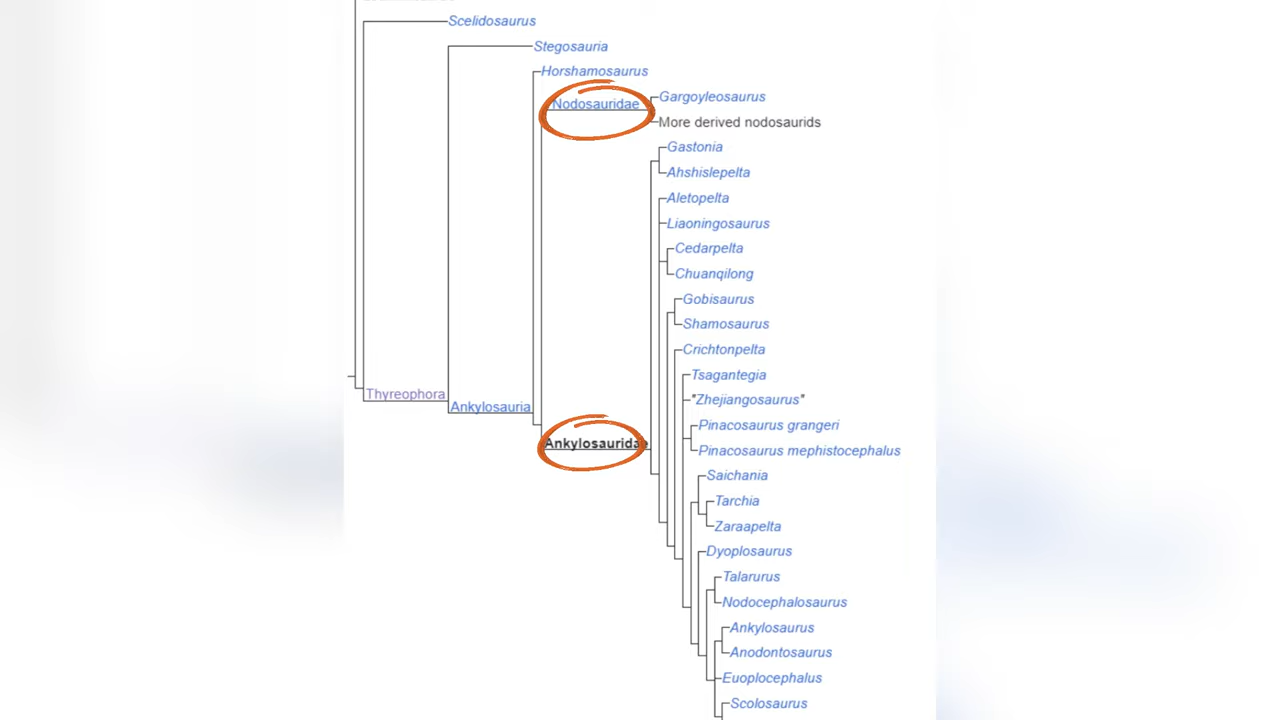 Scelidosaurus
Stegosauria
Horshamosaurus
Nodosauridae
Gargoyleosaurus
More derived nodosaurids
Gastonia
Ahshislepelta
Aletopelta
Liaoningosaurus
Cedarpelta
Chuanqilong
Gobisaurus
Shamosaurus
Crichtonpelta
Tsagantegia
"Zhejiangosaurus"
Thyreophora
Ankylosauria
Pinacosaurus grangeri
Ankylosauridae
Pinacosaurus mephistocephalus
Saichania
Tarchia
Zaraapelta
Dyoplosaurus
Talarurus
Nodocephalosaurus
Ankylosaurus
Anodontosaurus
Euoplocephalus
Scolosaurus